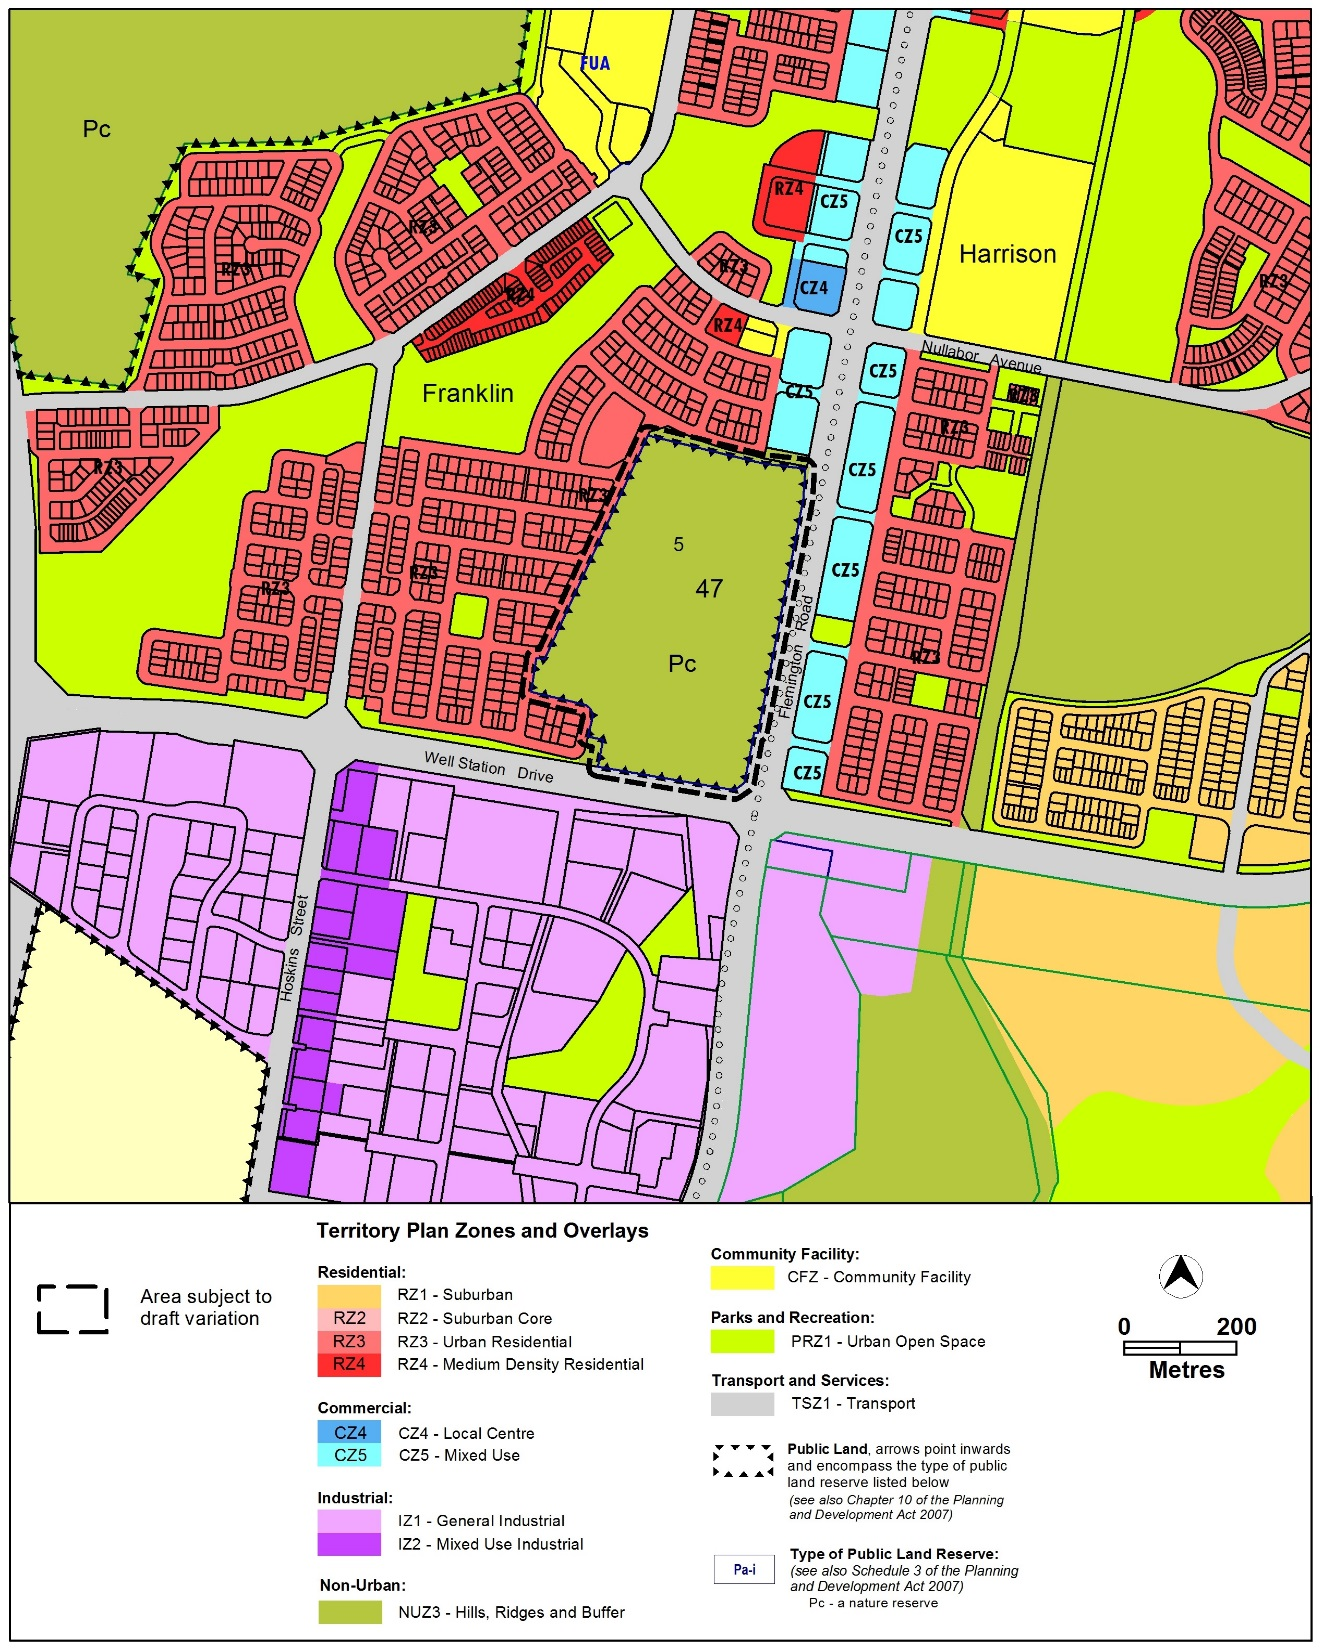 FUA
Pc
RZ4
CZ5
RZ3
CZ5
Harrison
RZ3
RZ3
RZ3
RZ4
CZ4
RZ4
Nullabor Avenue
CZ5
CZ5
Franklin
RZ3
RZ3
RZ3
CZ5
RZ3
5
47
CZ5
RZ3
RZ3
Flemington Road
RZ3
Pc
CZ5
Well Station Drive
CZ5
Hoskins Street
Territory Plan Zones and Overlays
Area subject to
draft variation
Residential:
RZ1 - Suburban
RZ2 RZ2 - Suburban Core
RZ3 RZ3 - Urban Residential
RZ4 RZ4 - Medium Density Residential
Commercial:
CZ4 CZ4 - Local Centre
CZ5 CZ5 - Mixed Use
Industrial:
IZ1 - General Industrial
IZ2 - Mixed Use Industrial
Non-Urban:
NUZ3 - Hills, Ridges and Buffer
Community Facility:
CFZ - Community Facility
Parks and Recreation:
PRZ1 - Urban Open Space
Transport and Services:
TSZ1 - Transport
Public Land, arrows point inwards
and encompass the type of public
land reserve listed below
(see also Chapter 10 of the Planning
and Development Act 2007)
Pa-i
Type of Public Land Reserve:
(see also Schedule 3 of the Planning
and Development Act 2007)
Pc - a nature reserve
0 200
Metres